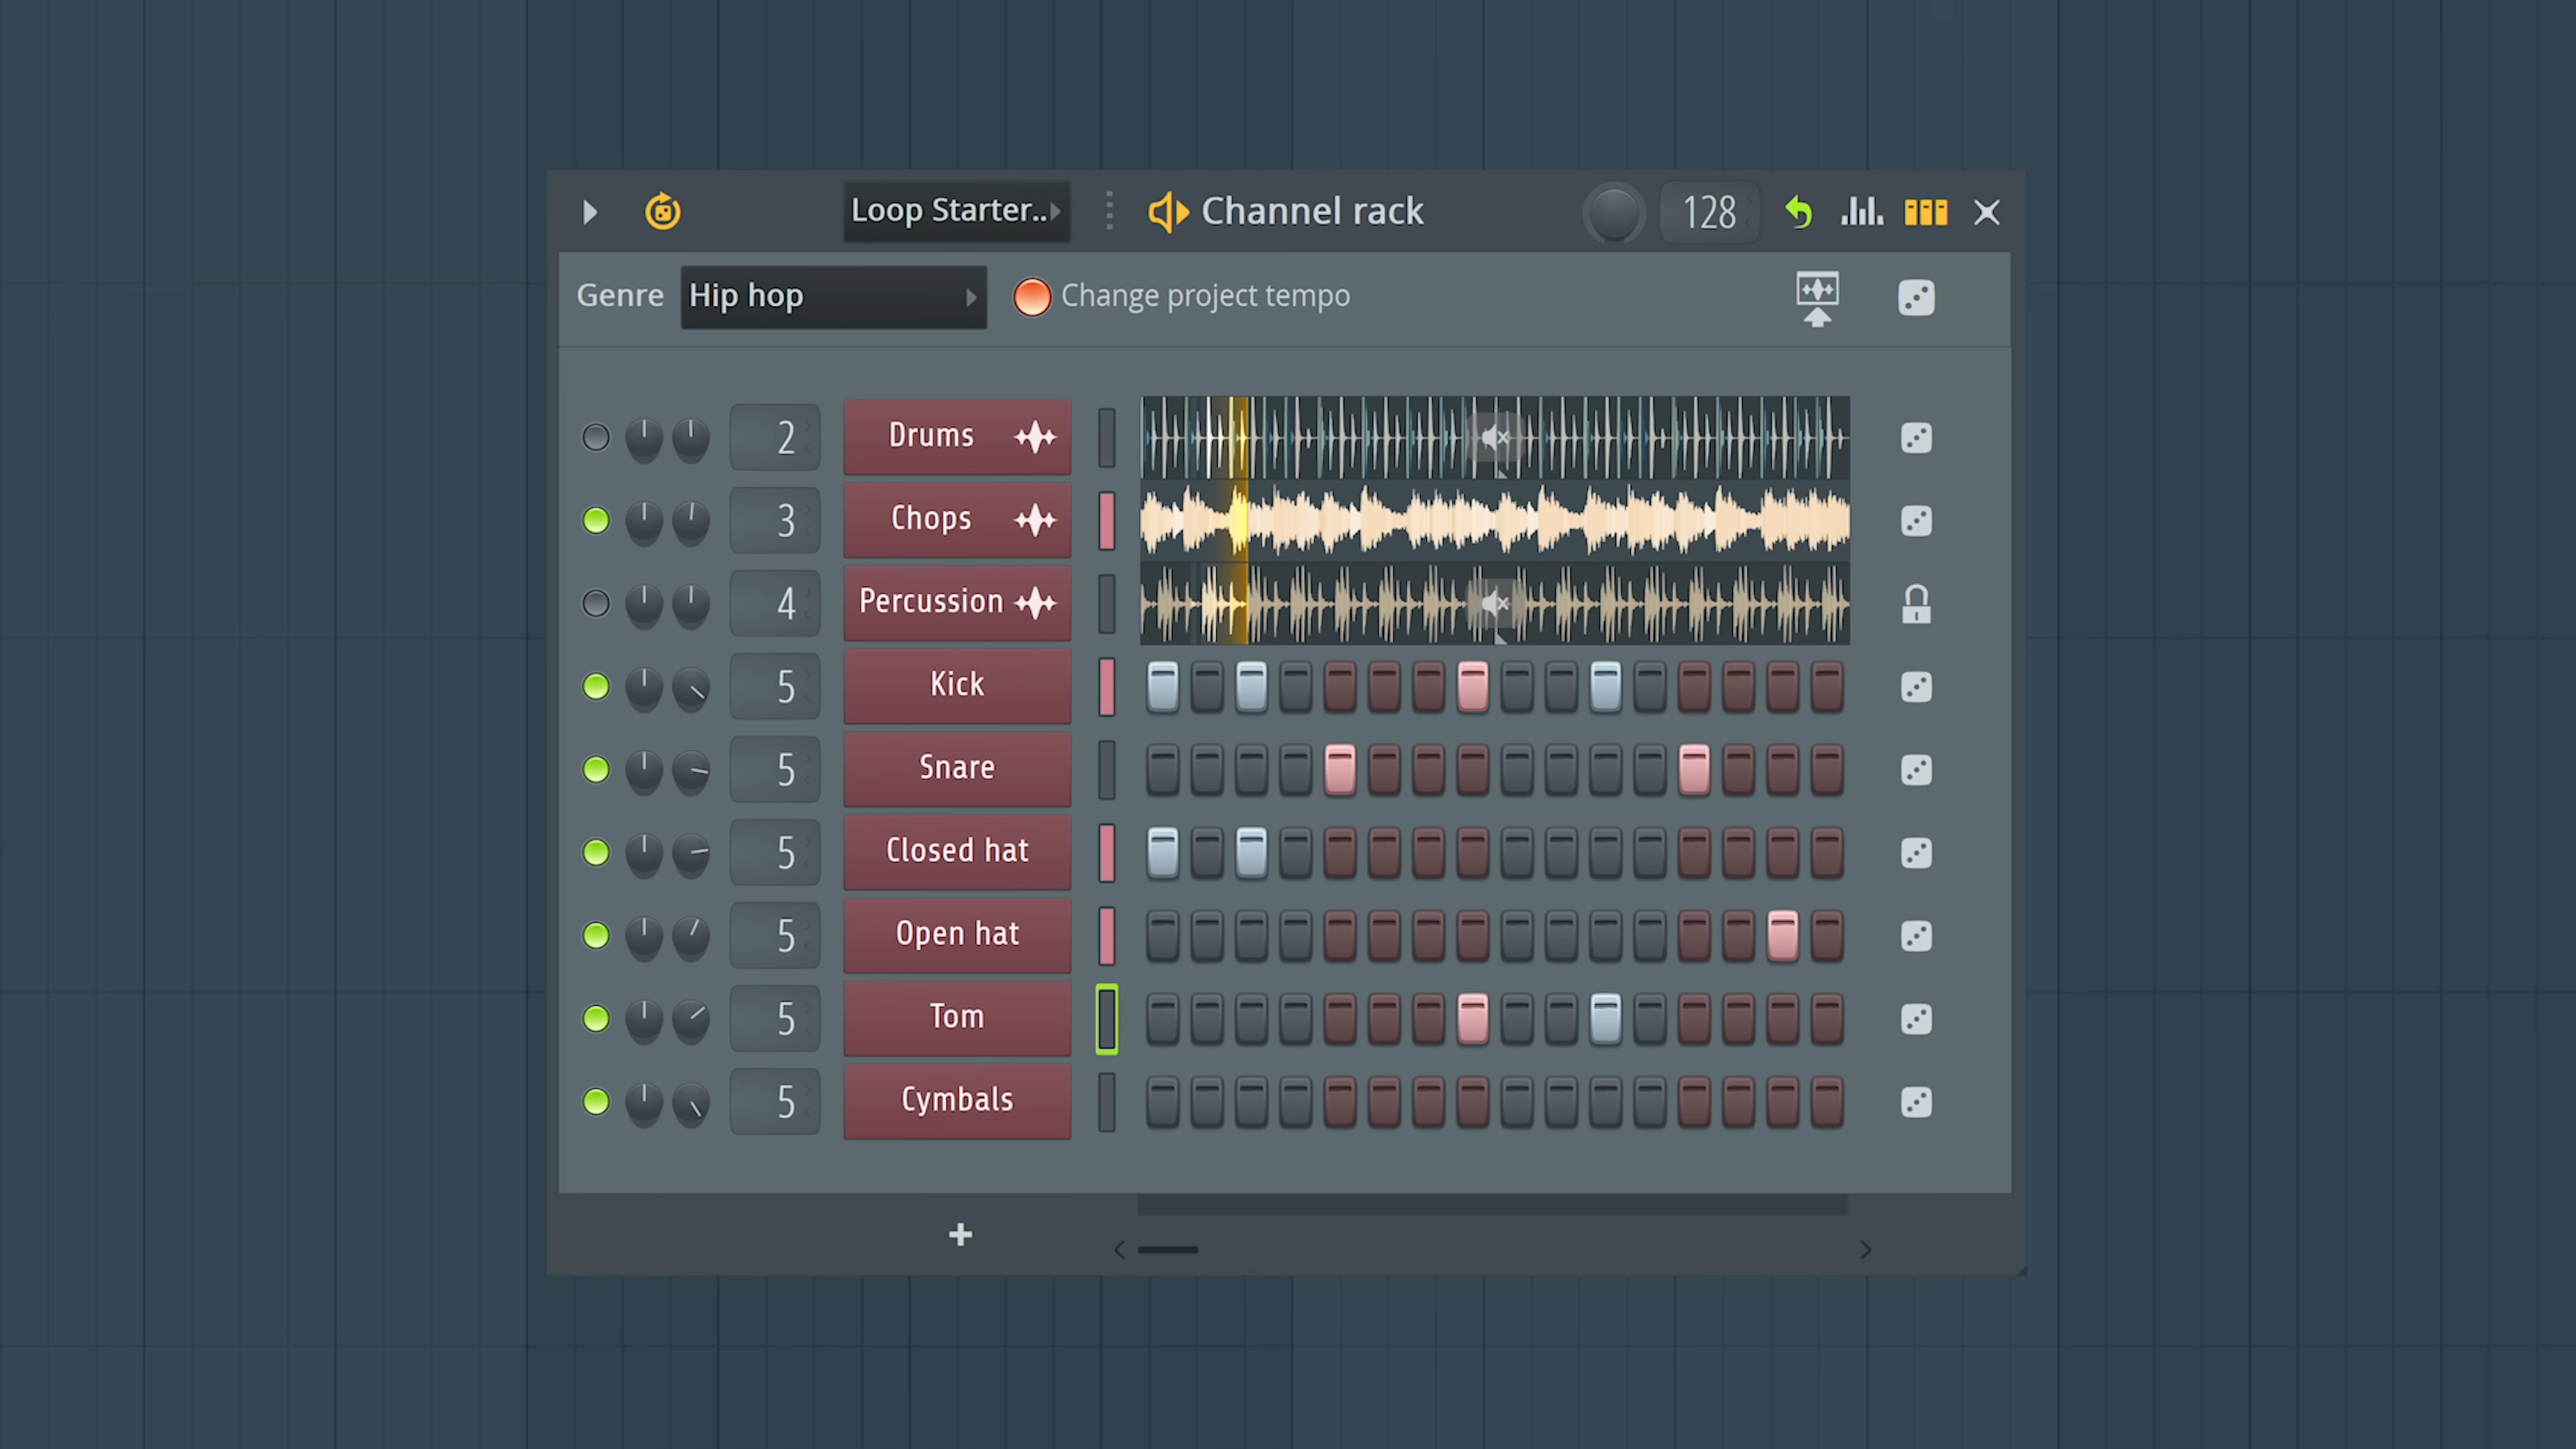 Loop Starter.. Channel rack 128
Genre Hip hop Change project tempo
2 Drums
3 Chops
4 Percussion
5 Kick
5 Snare
5 Closed hat
5 Open hat
5 Tom
5 Cymbals